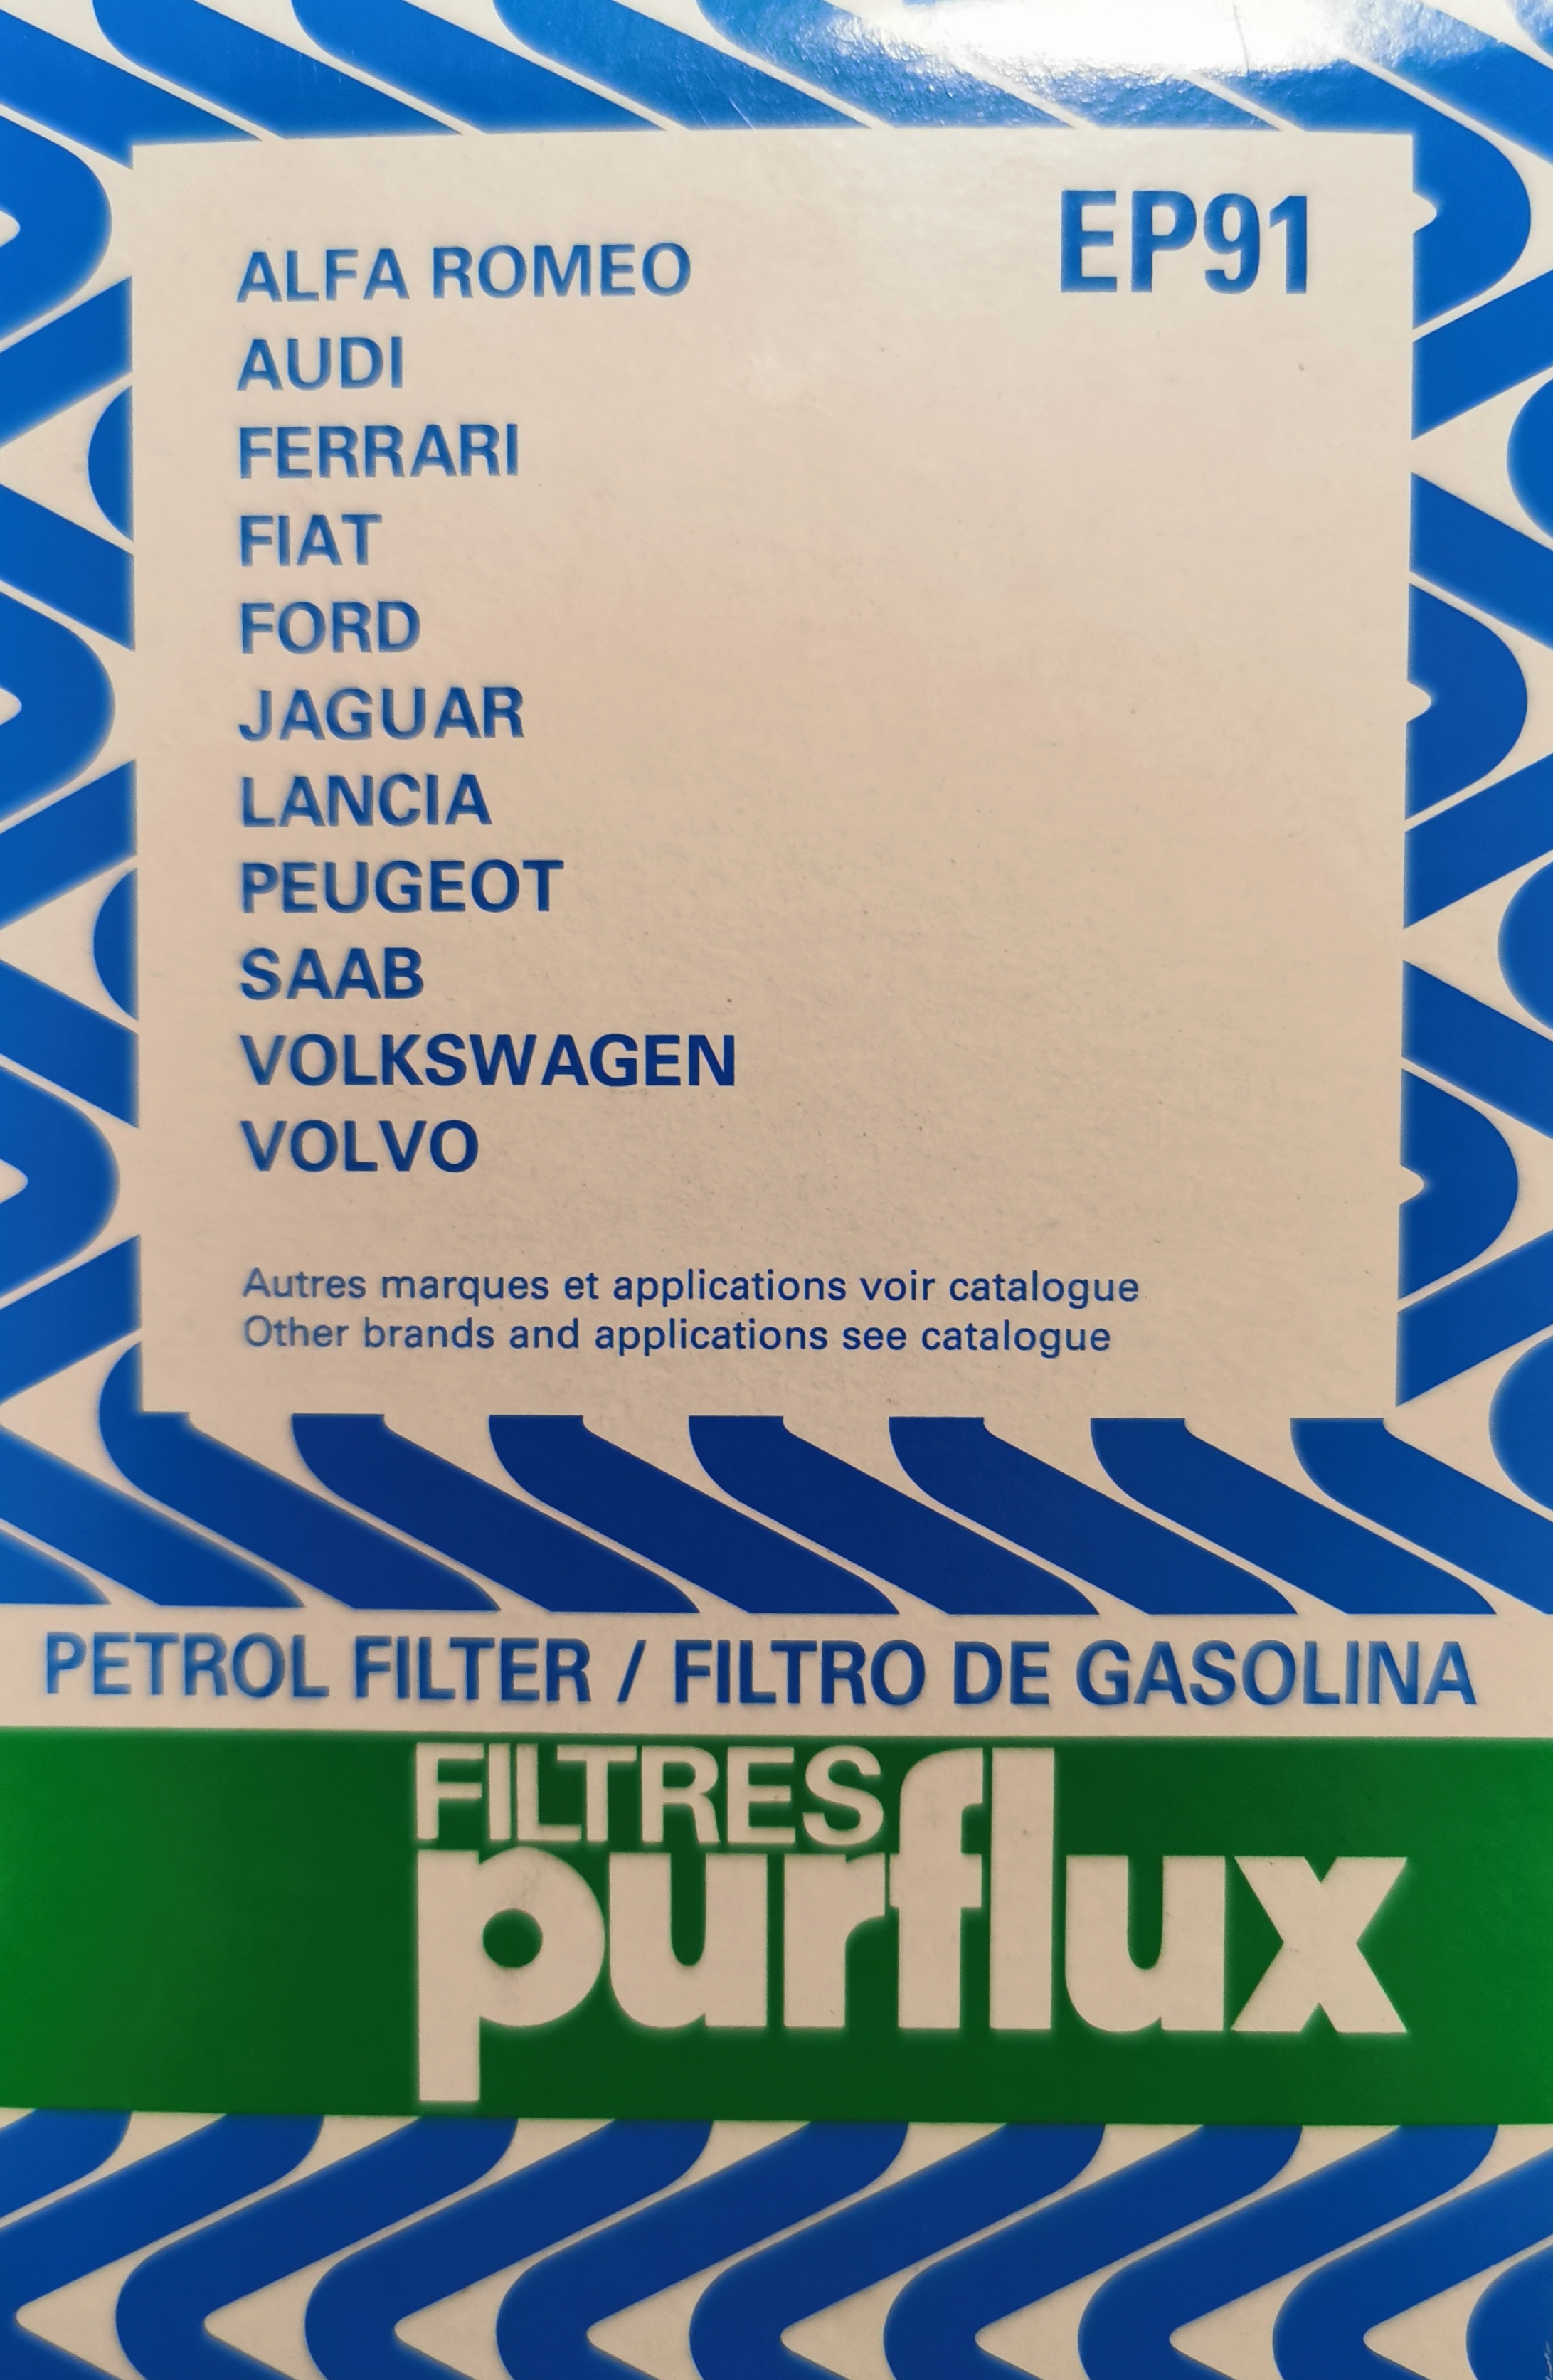 EP91
ALFA ROMEO
AUDI
FERRARI
FIAT
FORD
JAGUAR
LANCIA
PEUGEOT
SAAB
VOLKSWAGEN
VOLVO
Autres marques et applications voir catalogue
Other brands and applications see catalogue
PETROL FILTER / FILTRO DE GASOLINA
FILTRES
purflux